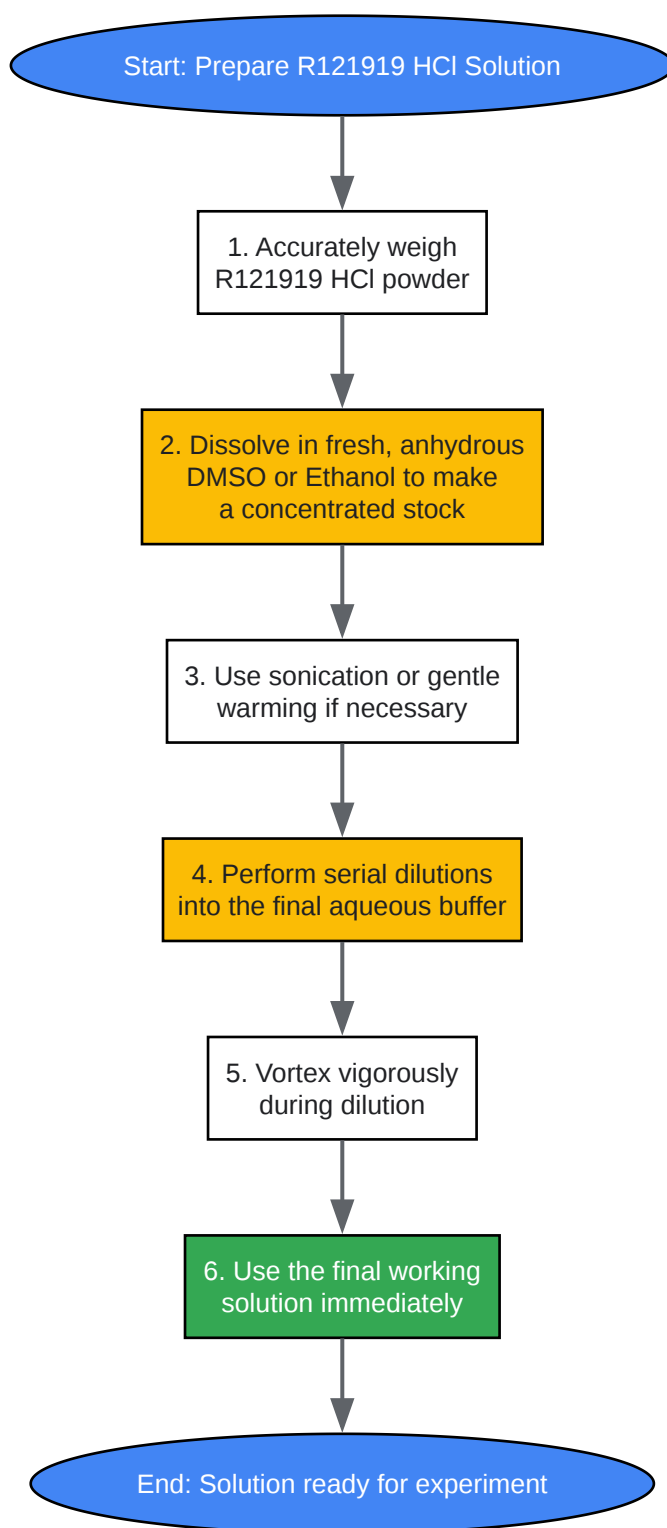 Start: Prepare R121919 HCl Solution
1. Accurately weigh
R121919 HCl powder
2. Dissolve in fresh, anhydrous
DMSO or Ethanol to make
a concentrated stock
3. Use sonication or gentle
warming if necessary
4. Perform serial dilutions
into the final aqueous buffer
5. Vortex vigorously
during dilution
6. Use the final working
solution immediately
End: Solution ready for experiment